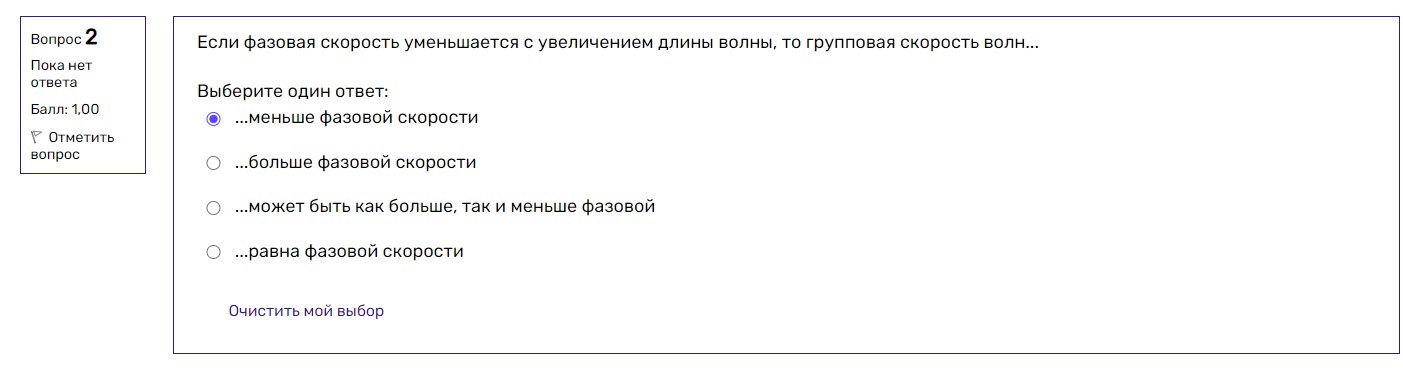 Вопрос 2
Пока нет
ответа
Балл: 1,00
Отметить
вопрос
Если фазовая скорость уменьшается с увеличением длины волны, то групповая скорость волн...
Выберите один ответ:
...меньше фазовой скорости
...больше фазовой скорости
...может быть как больше, так и меньше фазовой
...равна фазовой скорости
Очистить мой выбор